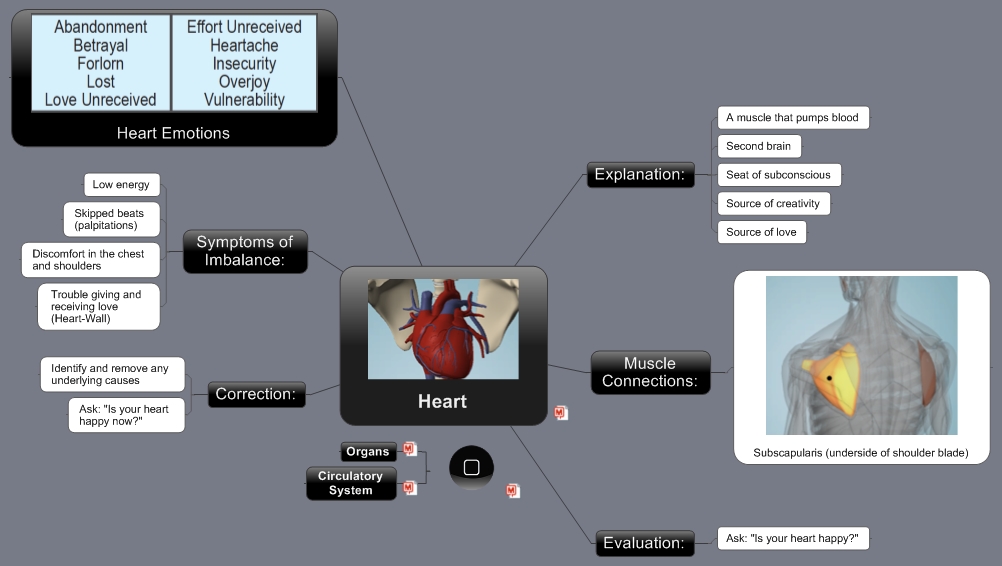 Abandonment
Betrayal
Forlorn
Lost
Love Unreceived
Effort Unreceived
Heartache
Insecurity
Overjoy
Vulnerability
Heart Emotions
Explanation:
A muscle that pumps blood
Second brain
Seat of subconscious
Source of creativity
Source of love
Symptoms of
Imbalance:
Low energy
Skipped beats
(palpitations)
Discomfort in the chest
and shoulders
Trouble giving and
receiving love
(Heart-Wall)
Heart
Muscle
Connections:
Subscapularis (underside of shoulder blade)
Correction:
Identify and remove any
underlying causes
Ask: "Is your heart
happy now?"
Organs
Circulatory
System
Evaluation:
Ask: "Is your heart happy?"